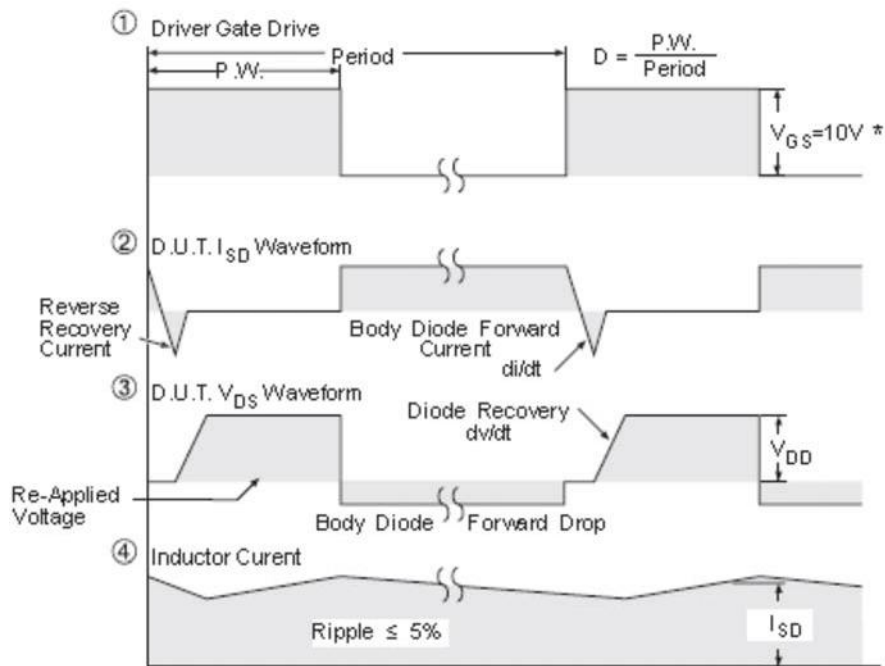 ① Driver Gate Drive
Period
P.W.
D = P.W. / Period
V_GS=10V *
② D.U.T. I_SD Waveform
Reverse
Recovery
Current
Body Diode Forward
Current
di/dt
③ D.U.T. V_DS Waveform
Diode Recovery
dv/dt
V_DD
Re-Applied
Voltage
Body Diode Forward Drop
④ Inductor Curent
Ripple ≤ 5%
I_SD